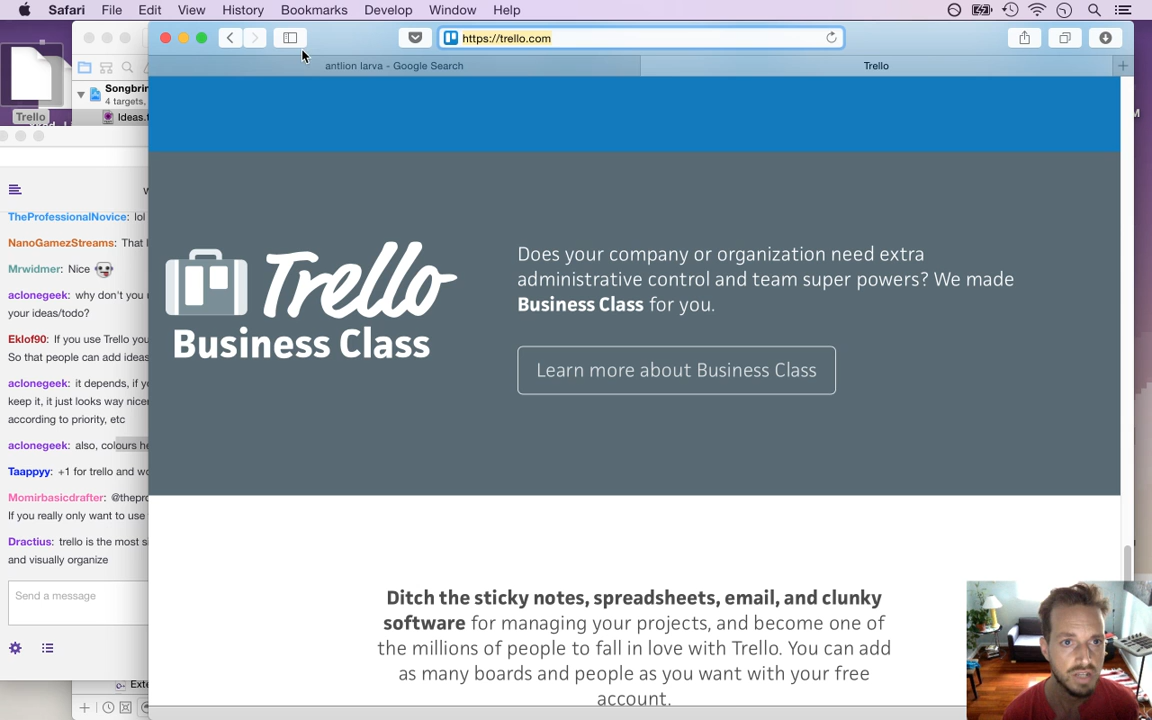 Safari File Edit View History Bookmarks Develop Window Help
https://trello.com
antlion larva - Google Search
Trello
Trello
Songbrin
4 targets,
Ideas.t
TheProfessionalNovice: lol
NanoGamezStreams: That I
Mrwidmer: Nice
aclonegeek: why don't you
your ideas/todo?
Eklof90: If you use Trello you
So that people can add ideas
aclonegeek: it depends, if y
keep it, it just looks way nice
according to priority, etc
aclonegeek: also, colours he
Taappyy: +1 for trello and wo
Momirbasicdrafter: @thepro
If you really only want to use
Dractius: trello is the most s
and visually organize
Send a message
Exte
Trello
Business Class
Does your company or organization need extra
administrative control and team super powers? We made
Business Class for you.
Learn more about Business Class
Ditch the sticky notes, spreadsheets, email, and clunky
software for managing your projects, and become one of
the millions of people to fall in love with Trello. You can add
as many boards and people as you want with your free
account.